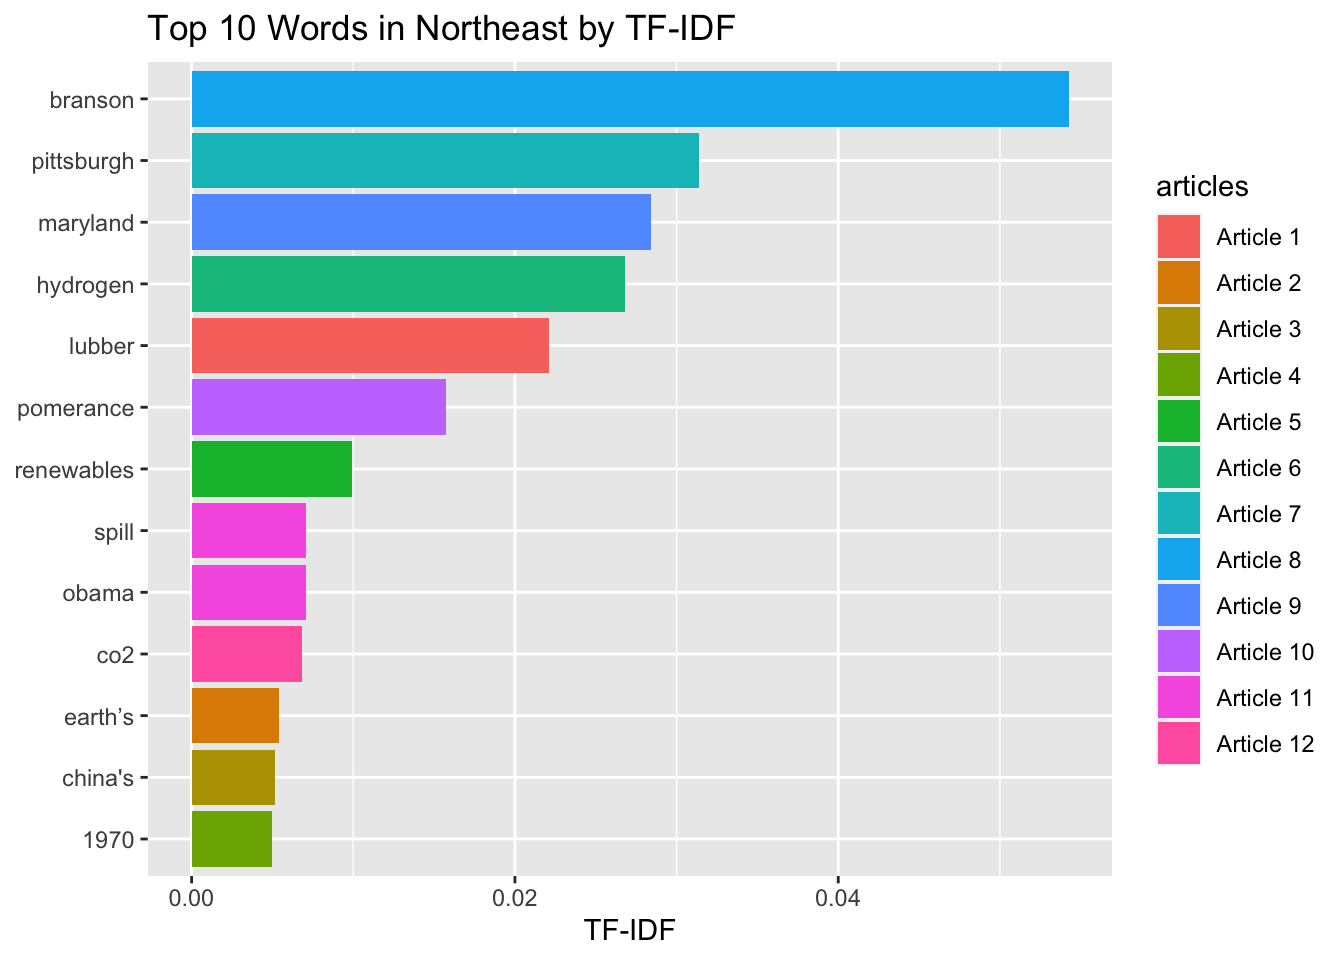 Top 10 Words in Northeast by TF-IDF
branson
pittsburgh
maryland
hydrogen
lubber
pomerance
renewables
spill
obama
co2
earth’s
china's
1970
0.00
0.02
0.04
TF-IDF
articles
Article 1
Article 2
Article 3
Article 4
Article 5
Article 6
Article 7
Article 8
Article 9
Article 10
Article 11
Article 12